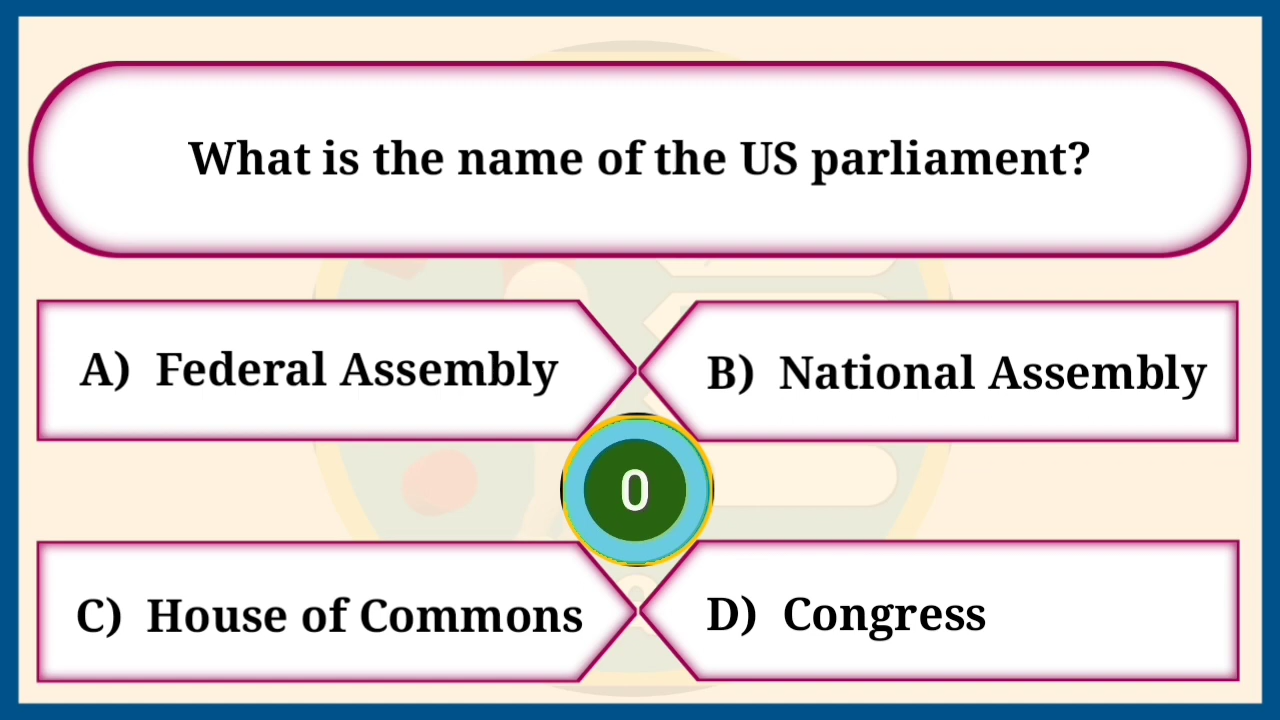 What is the name of the US parliament?
A) Federal Assembly
B) National Assembly
0
C) House of Commons
D) Congress